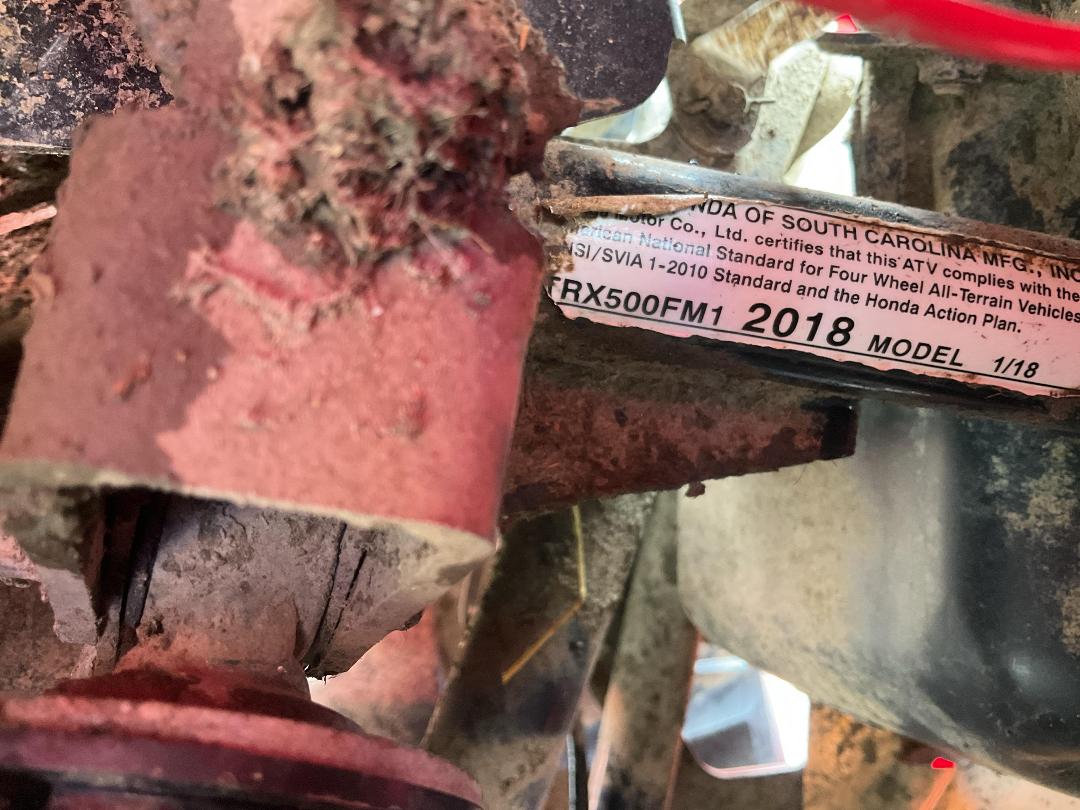 NDA OF SOUTH CAROLINA MFG., INC
Motor Co., Ltd. certifies that this ATV complies with the
erican National Standard for Four Wheel All-Terrain Vehicles
SI/SVIA 1-2010 Standard and the Honda Action Plan.
TRX500FM1 2018 MODEL 1/18